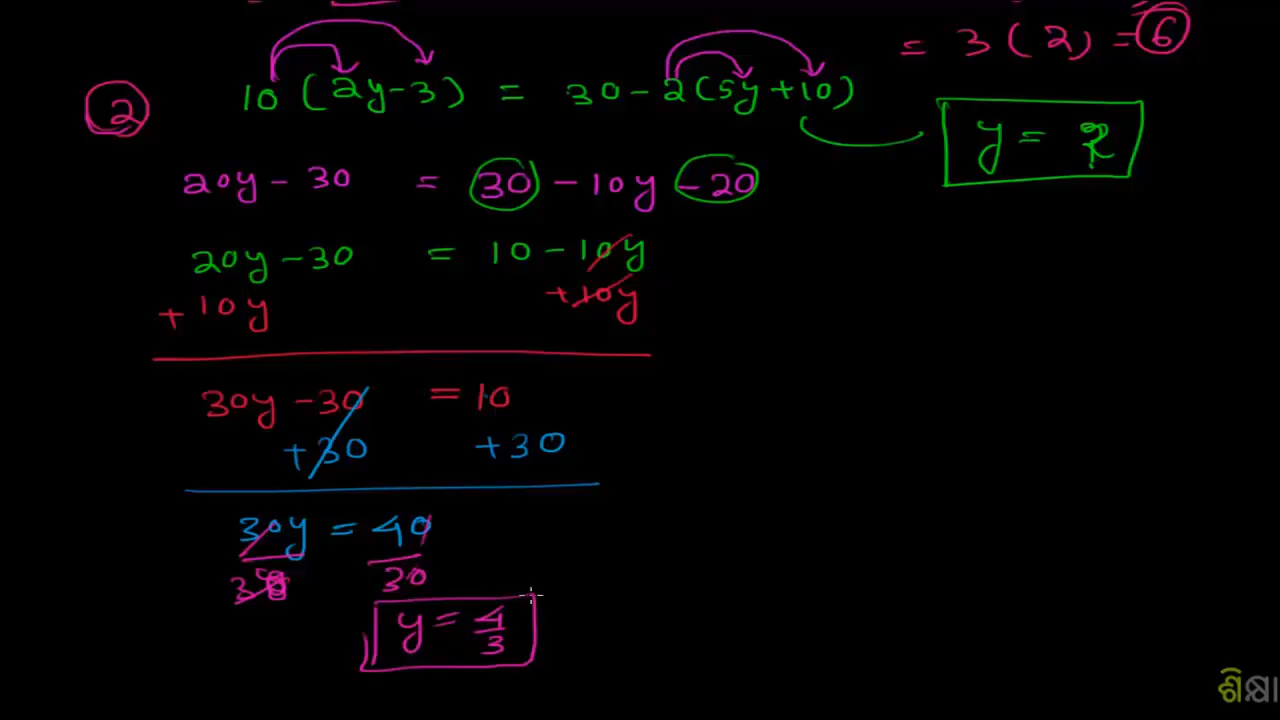 = 3 ( 2 ) = 6
2
10 ( 2y - 3 ) = 30 - 2 ( 5y + 10 )
y = ?
20y - 30 = 30 - 10y - 20
20y - 30 = 10 - 10y
+ 10y + 10y
30y - 30 = 10
+ 30 + 30
30y = 40
30 30
y = 4/3
ଶିକ୍ଷା